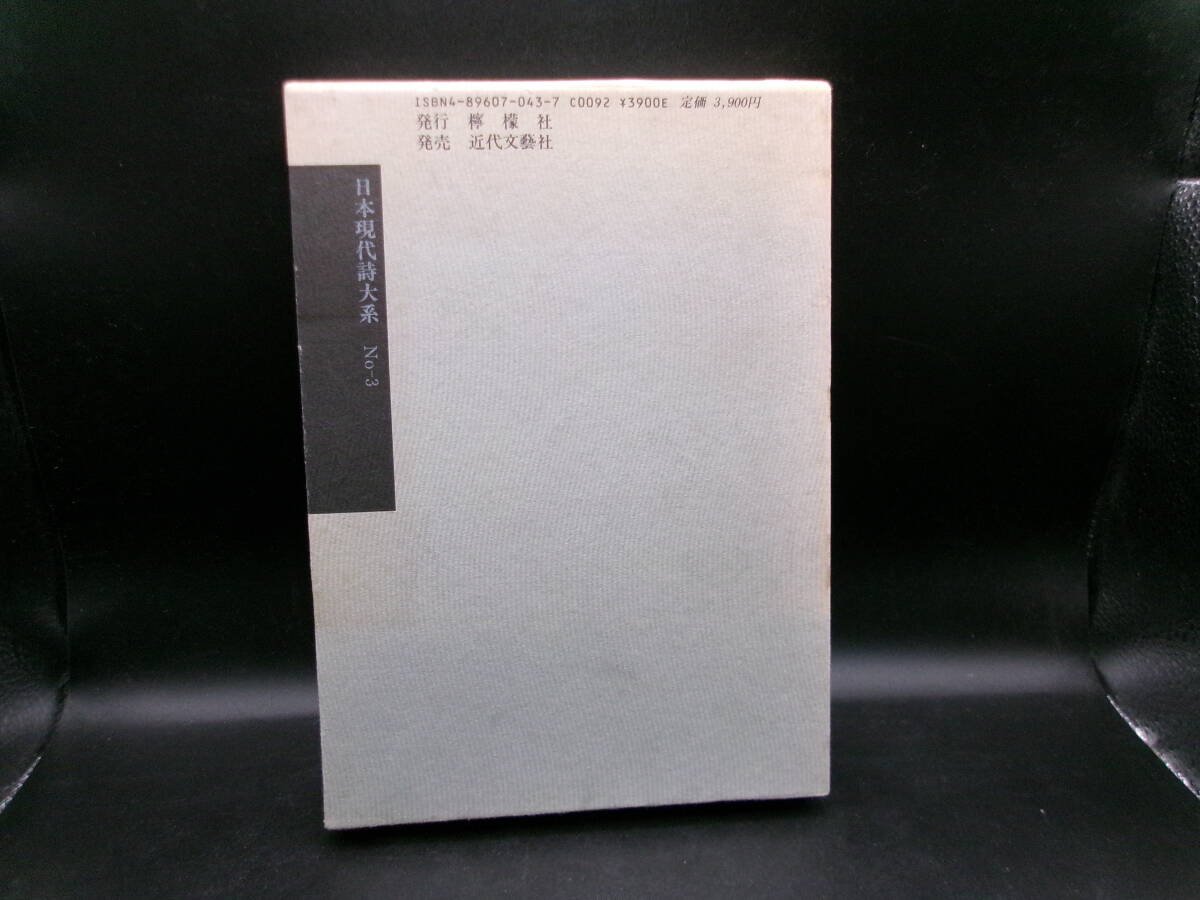 ISBN4-89607-043-7 C0092 ¥3900E 定価 3,900円
発行 檸檬社
発売 近代文藝社
日本現代詩大系 No-3